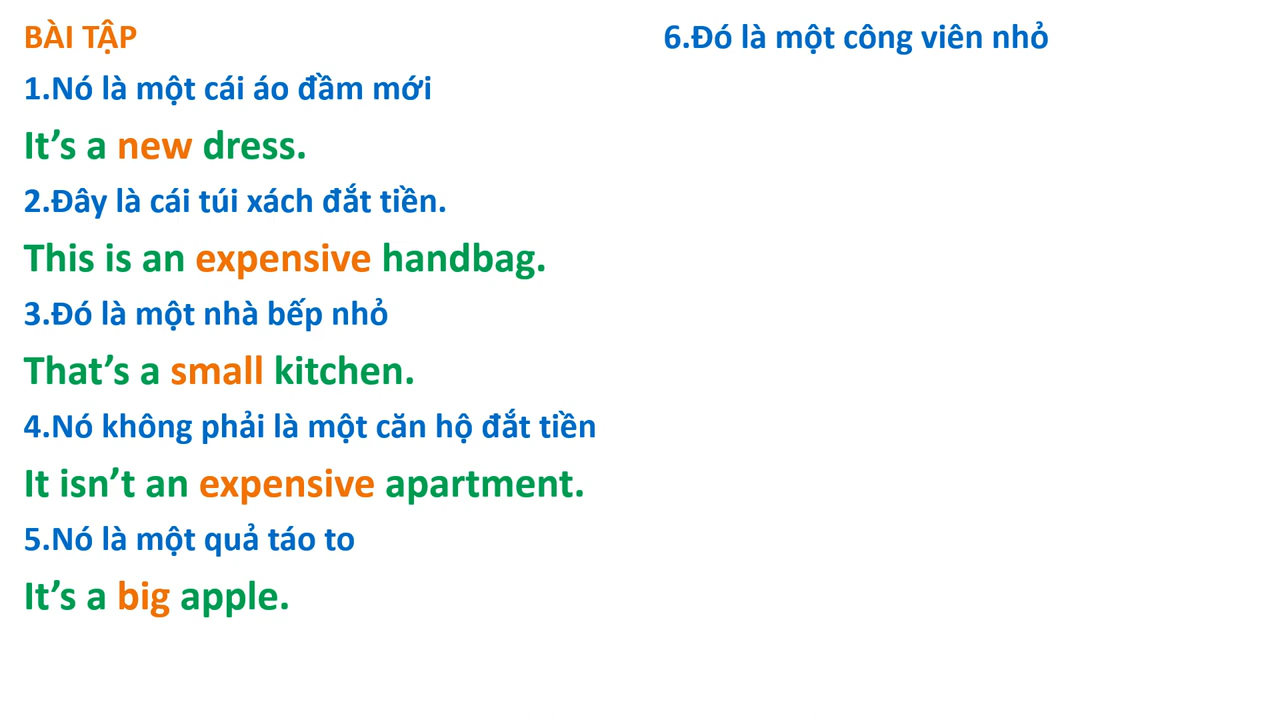 BÀI TẬP
1.Nó là một cái áo đầm mới
It’s a new dress.
2.Đây là cái túi xách đắt tiền.
This is an expensive handbag.
3.Đó là một nhà bếp nhỏ
That’s a small kitchen.
4.Nó không phải là một căn hộ đắt tiền
It isn’t an expensive apartment.
5.Nó là một quả táo to
It’s a big apple.
6.Đó là một công viên nhỏ